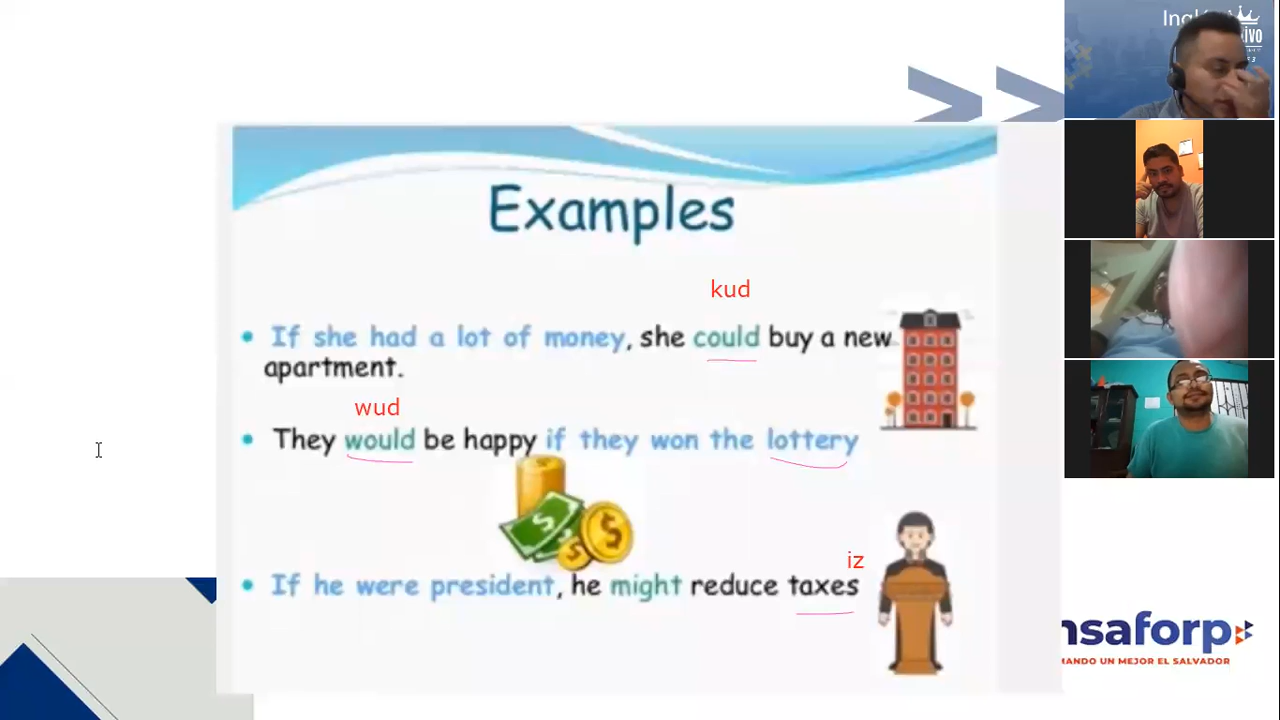 Examples
kud
If she had a lot of money, she could buy a new
apartment.
wud
They would be happy if they won the lottery
iz
If he were president, he might reduce taxes
nsaforp
MANDO UN MEJOR EL SALVADOR